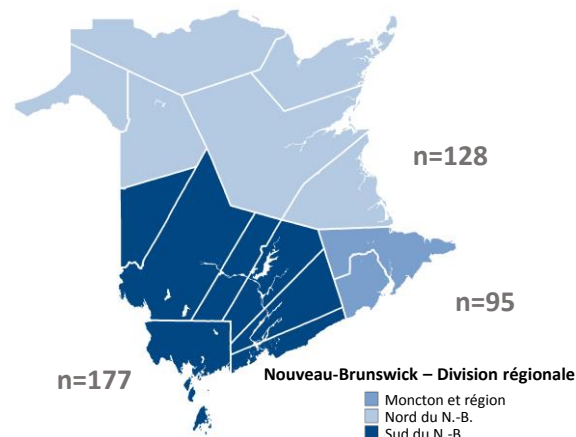 n=128
n=95
n=177
Nouveau-Brunswick – Division régionale
Moncton et région
Nord du N.-B.
Sud du N.-B.